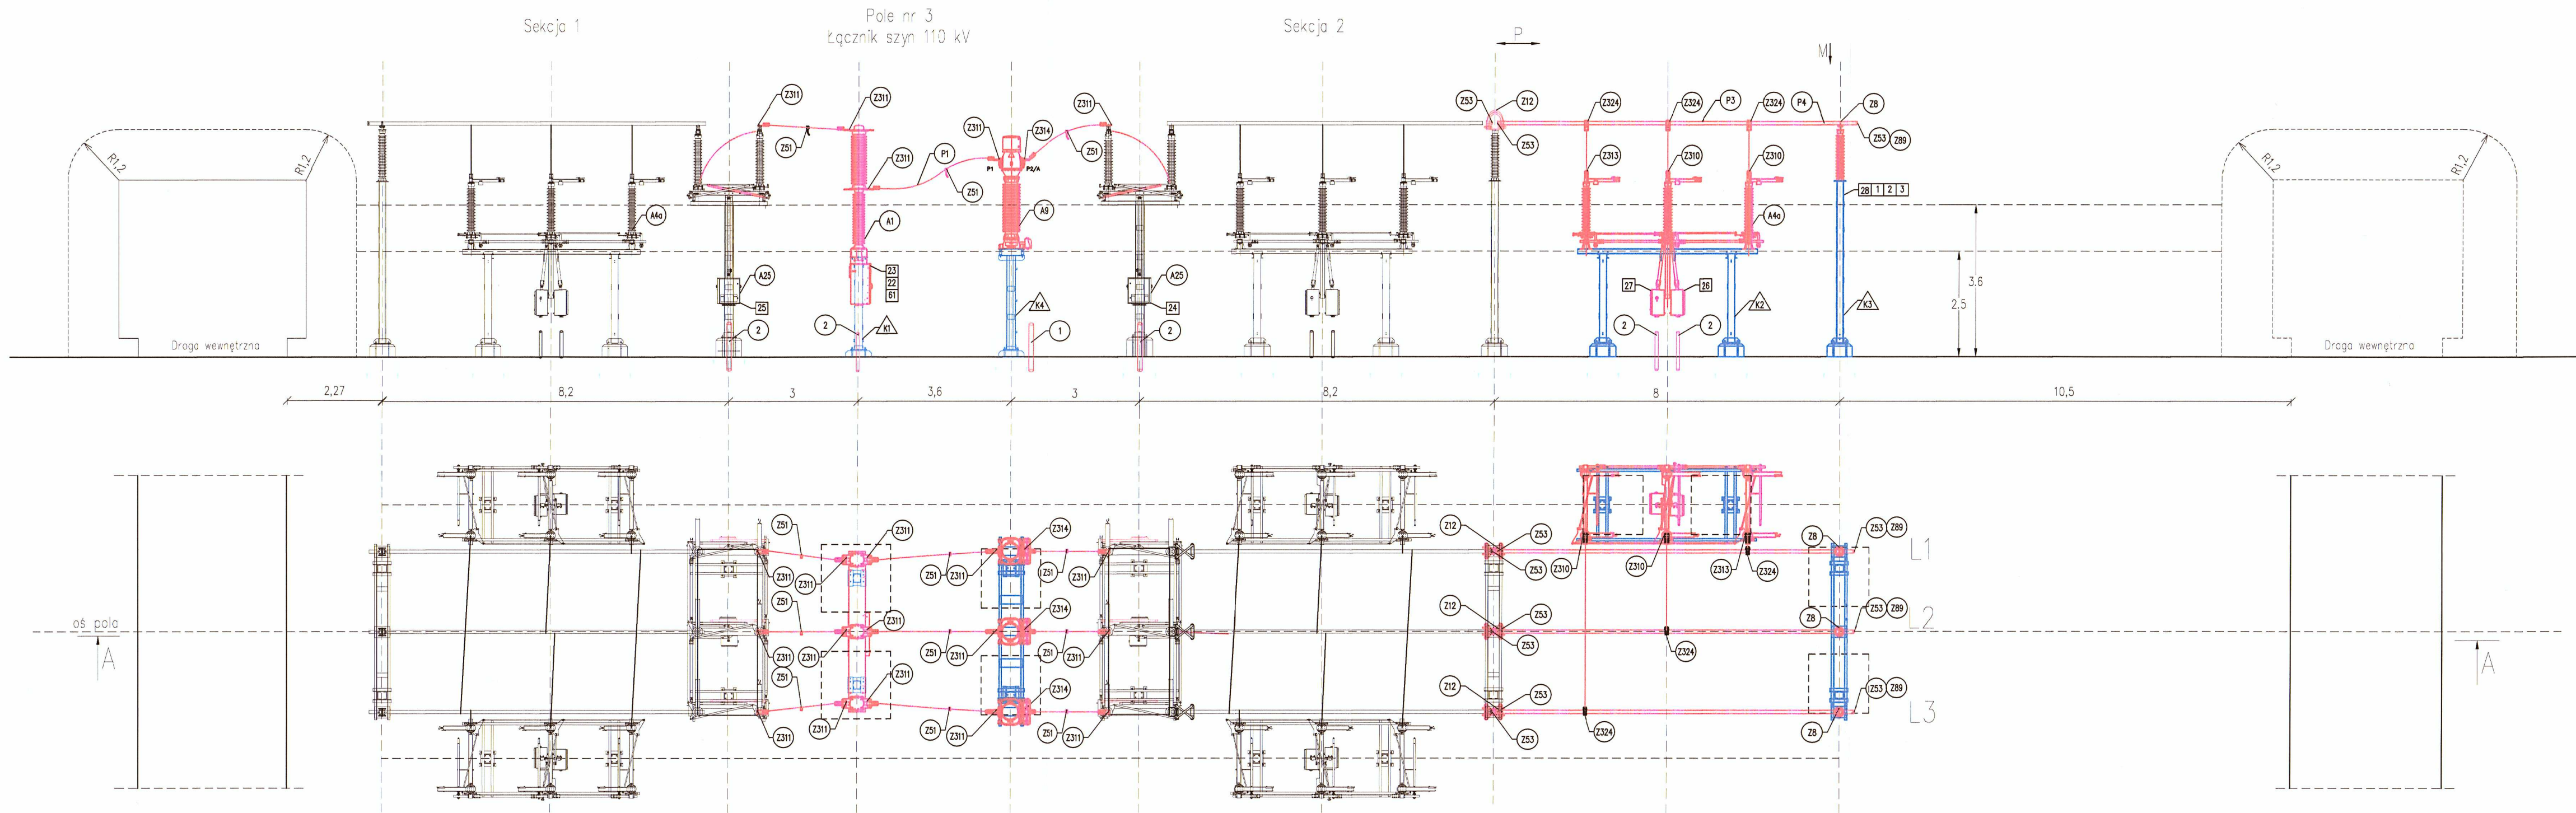 Sekcja 1
Pole nr 3
Łącznik szyn 110 kV
Sekcja 2
P
M
Z311
Z311
Z51
Z311
P1
Z51
Z311
Z314
P1
P2/A
Z51
Z311
Z53
Z12
Z53
Z324
Z324
P3
Z324
P4
Z8
Z53
Z89
R1,2
R1,2
A4a
A1
A9
Z313
Z310
Z310
A4a
28 1 2 3
R1,2
R1,2
A25
25
23
22
61
K4
A25
24
27
26
K2
K3
2,5
3,6
Droga wewnętrzna
2
2
K1
1
2
2
2
Droga wewnętrzna
2,27
8,2
3
3,6
3
8,2
8
10,5
Z51
Z311
Z314
Z12
Z53
Z8
Z53
Z89
L1
Z311
Z311
Z51
Z311
Z51
Z311
Z53
Z310
Z310
Z313
Z324
Z51
Z311
Z314
Z12
Z53
Z8
Z53
Z89
L2
oś pola
A
Z311
Z311
Z51
Z311
Z51
Z311
Z53
Z324
A
Z51
Z311
Z314
Z12
Z53
Z53
Z89
L3
Z311
Z311
Z51
Z311
Z51
Z311
Z53
Z324
Z8